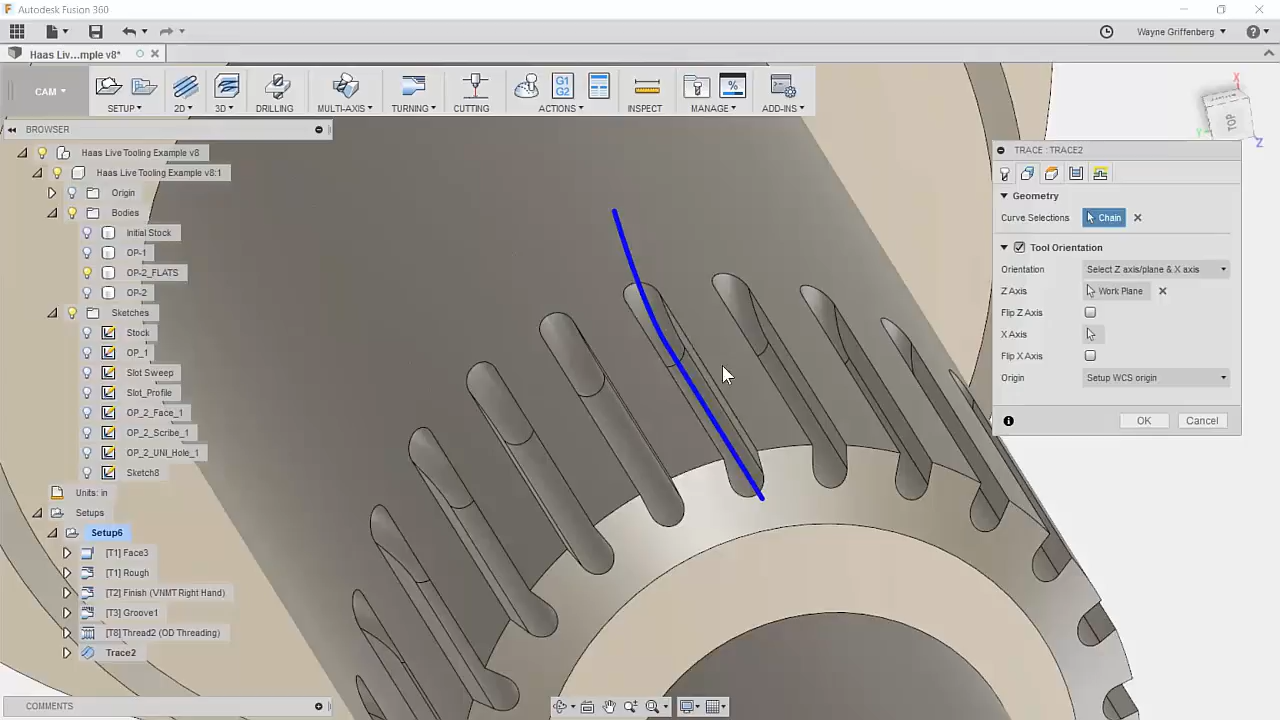 Autodesk Fusion 360
Wayne Griffenberg
Haas Liv...mple v8*
CAM
SETUP
2D
3D
DRILLING
MULTI-AXIS
TURNING
CUTTING
G1
G2
ACTIONS
INSPECT
%
MANAGE
ADD-INS
X
TOP
Y
Z
BROWSER
Haas Live Tooling Example v8
Haas Live Tooling Example v8:1
Origin
Bodies
Initial Stock
OP-1
OP-2_FLATS
OP-2
Sketches
Stock
OP_1
Slot Sweep
Slot_Profile
OP_2_Face_1
OP_2_Scribe_1
OP_2_UNI_Hole_1
Sketch8
Units: in
Setups
Setup6
[T1] Face3
[T1] Rough
[T2] Finish (VNMT Right Hand)
[T3] Groove1
[T8] Thread2 (OD Threading)
Trace2
COMMENTS
TRACE : TRACE2
Geometry
Curve Selections Chain
Tool Orientation
Orientation Select Z axis/plane & X axis
Z Axis Work Plane
Flip Z Axis
X Axis
Flip X Axis
Origin Setup WCS origin
OK Cancel